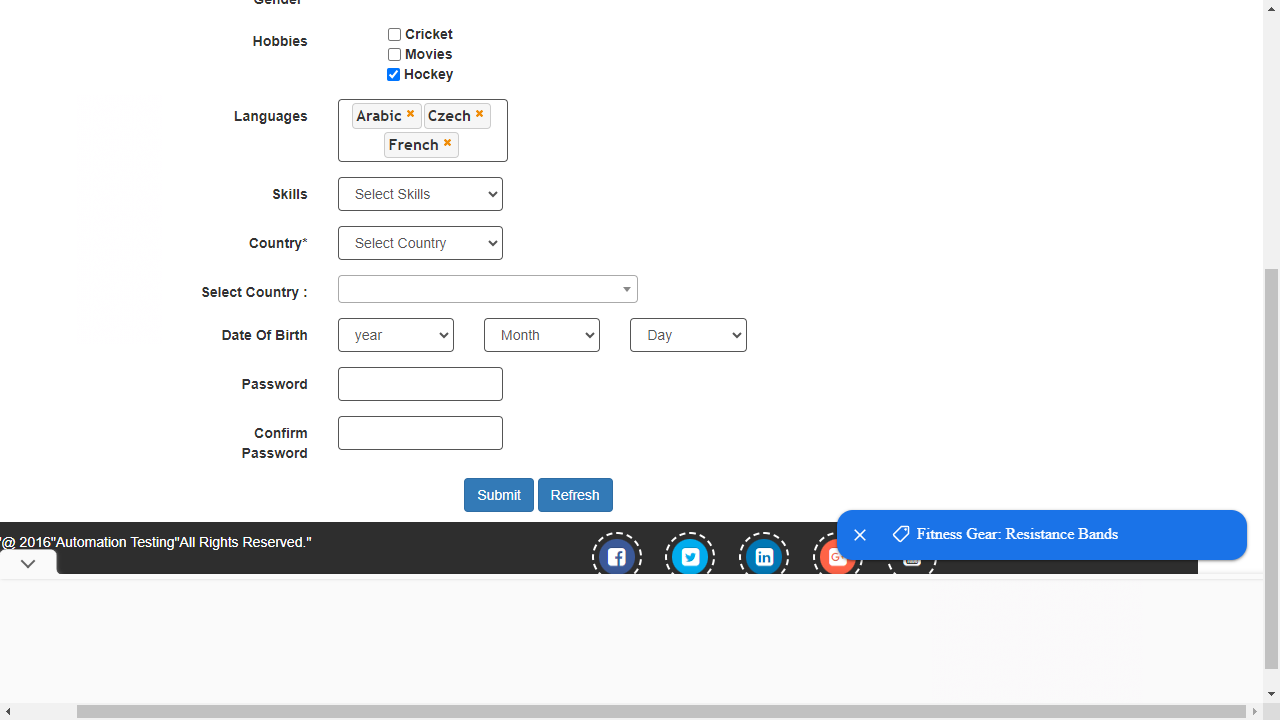 Gender
Hobbies
Cricket
Movies
Hockey
Languages
Arabic
Czech
French
Skills
Select Skills
Country*
Select Country
Select Country :
Date Of Birth
year
Month
Day
Password
Confirm
Password
Submit Refresh
"@ 2016"Automation Testing"All Rights Reserved."
Fitness Gear: Resistance Bands